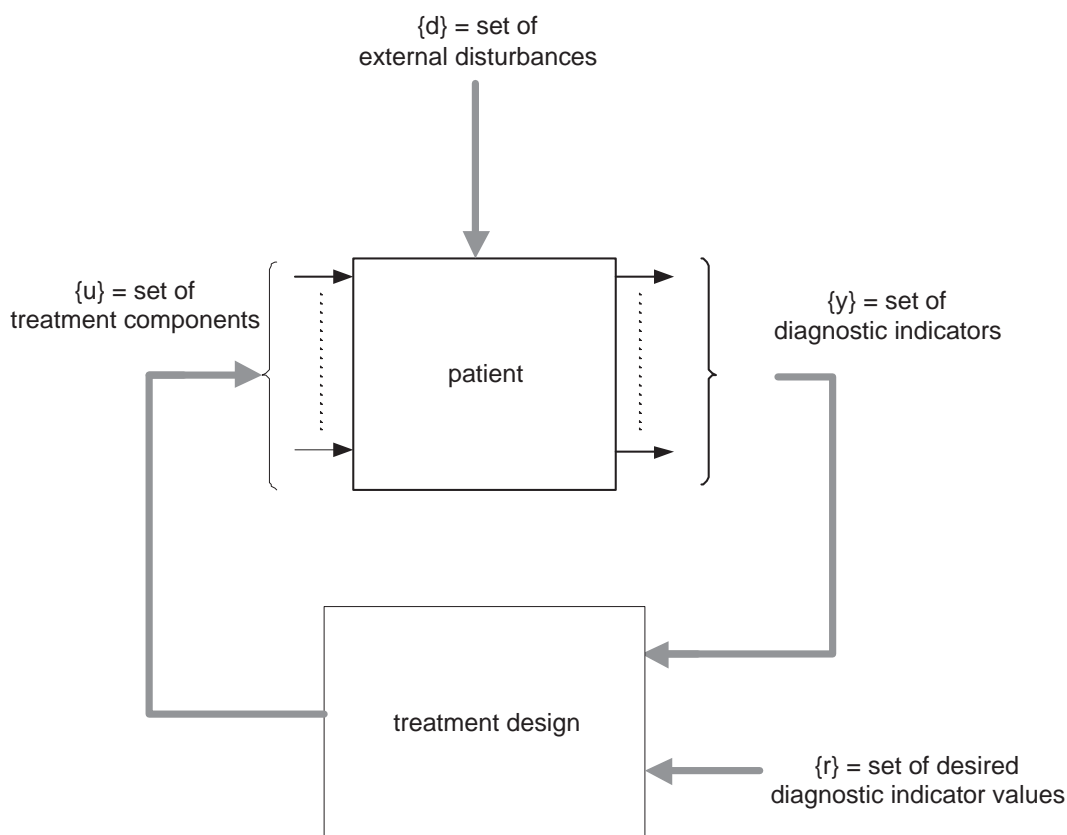 {d} = set of
external disturbances
{u} = set of
treatment components
patient
{y} = set of
diagnostic indicators
treatment design
{r} = set of desired
diagnostic indicator values